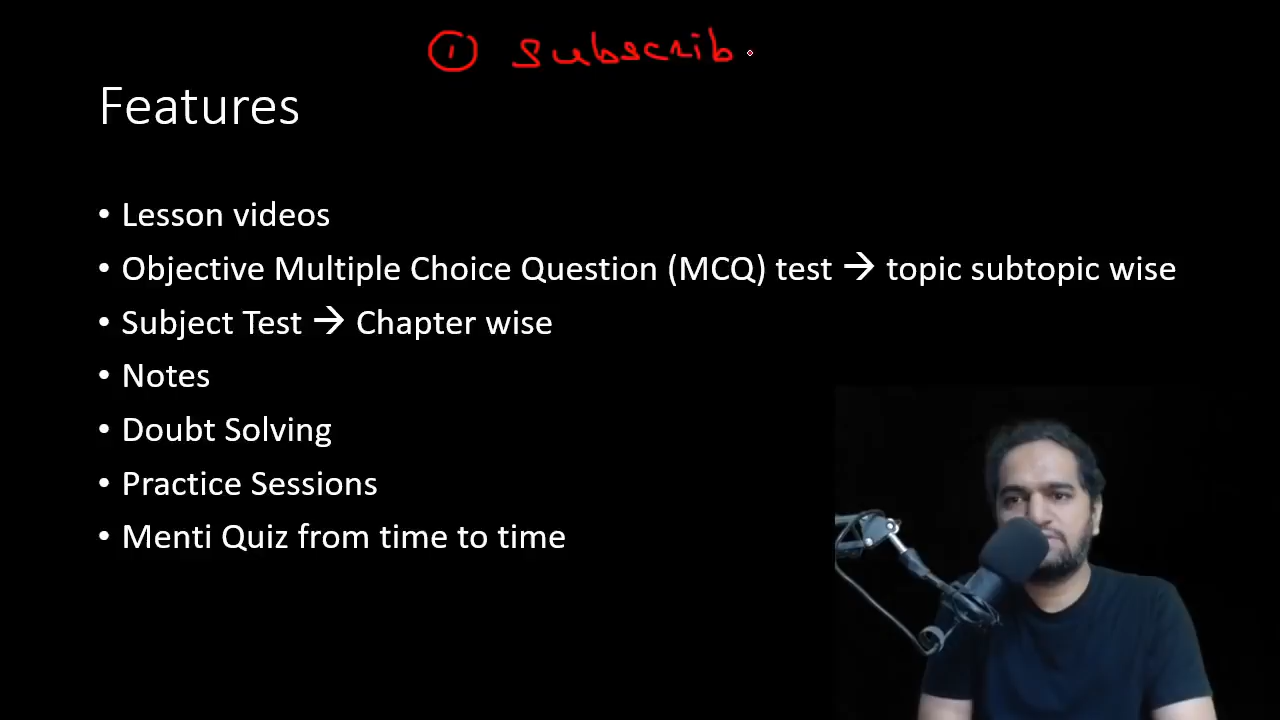 ① Subscrib
Features
• Lesson videos
• Objective Multiple Choice Question (MCQ) test → topic subtopic wise
• Subject Test → Chapter wise
• Notes
• Doubt Solving
• Practice Sessions
• Menti Quiz from time to time